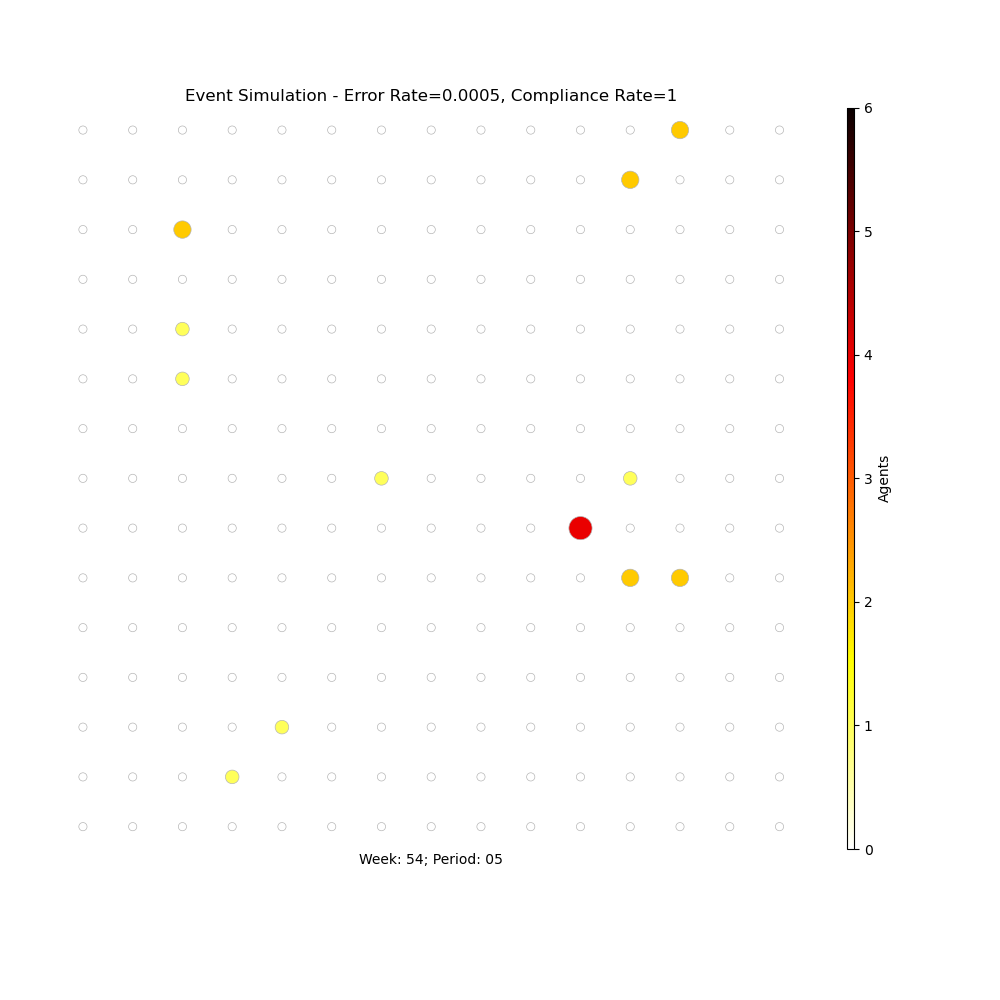 Event Simulation - Error Rate=0.0005, Compliance Rate=1
6
5
4
3
2
1
0
Agents
Week: 54; Period: 05